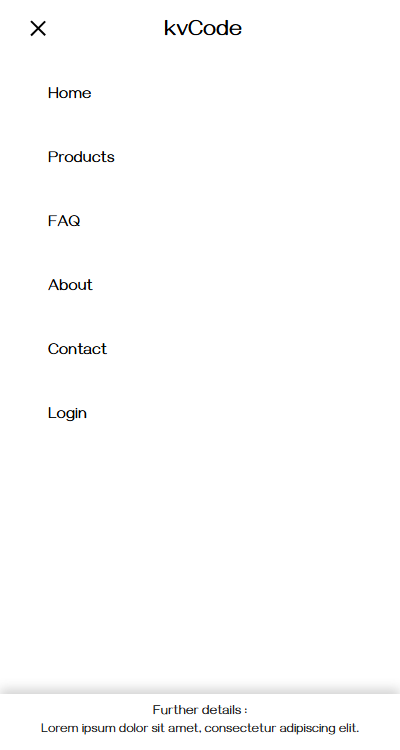 kvCode
Home
Products
FAQ
About
Contact
Login
Further details :
Lorem ipsum dolor sit amet, consectetur adipiscing elit.